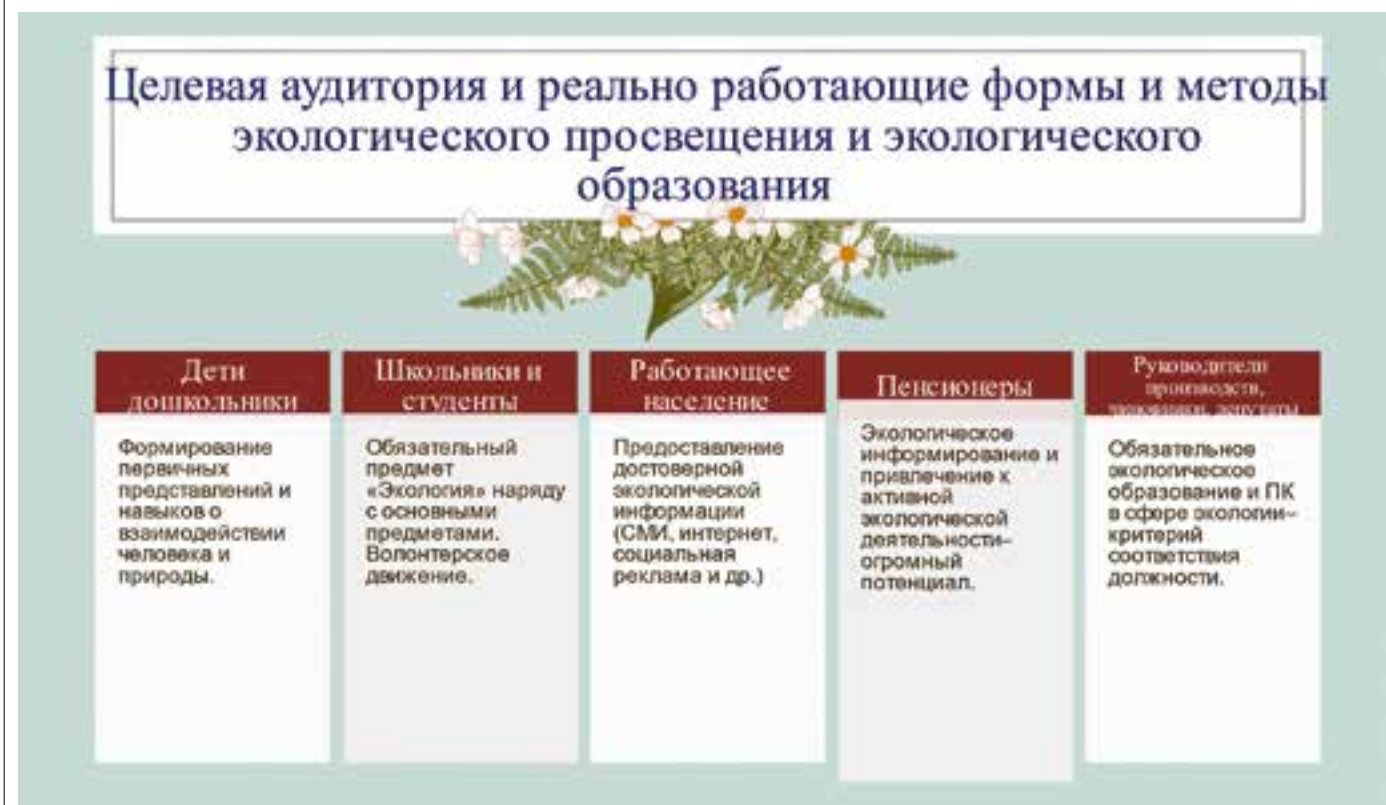 Целевая аудитория и реально работающие формы и методы
экологического просвещения и экологического
образования
Дети
дошкольники
Формирование
первичных
представлений и
навыков о
взаимодействии
человека и
природы.
Школьники и
студенты
Обязательный
предмет
«Экология» наряду
с основными
предметами.
Волонтерское
движение.
Работающее
население
Предоставление
достоверной
экологической
информации
(СМИ, интернет,
социальная
реклама и др.)
Пенсионеры
Экологическое
информирование и
привлечение к
активной
экологической
деятельности–
огромный
потенциал.
Руководители
производств,
чиновники, депутаты
Обязательное
экологическое
образование и ПК
в сфере экологии–
критерий
соответствия
должности.